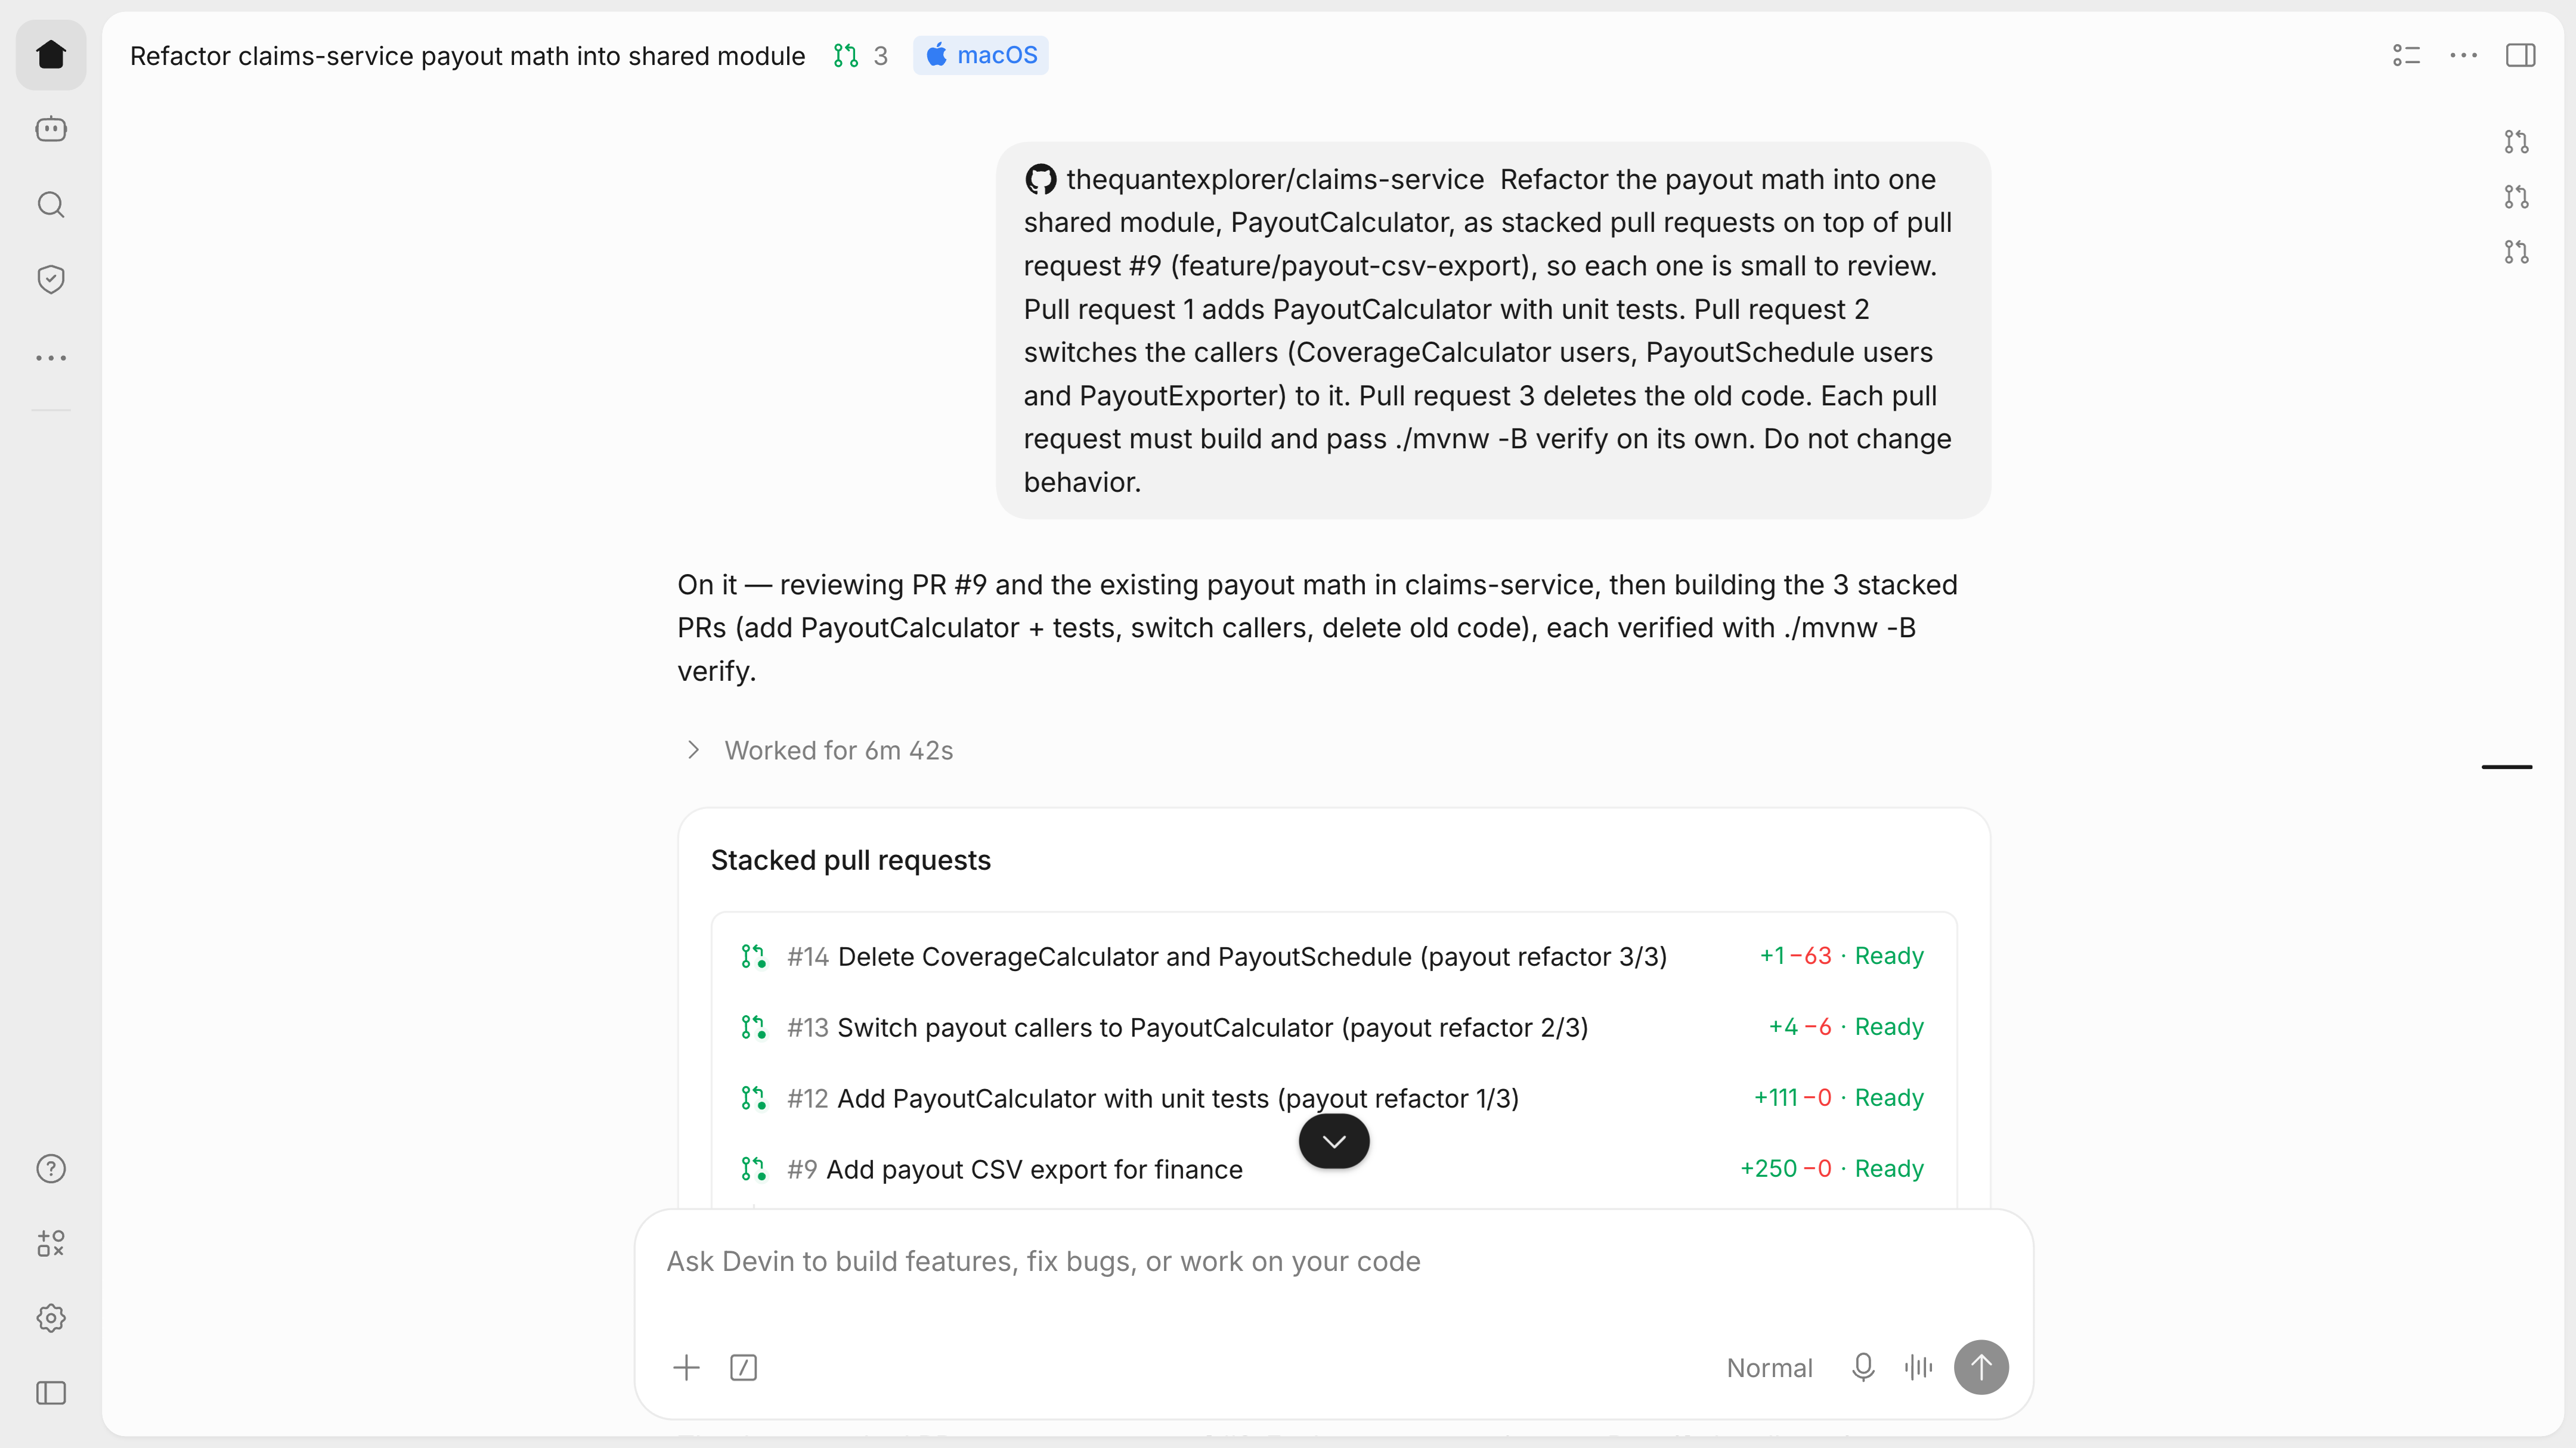 Refactor claims-service payout math into shared module 3 macOS
thequantexplorer/claims-service Refactor the payout math into one
shared module, PayoutCalculator, as stacked pull requests on top of pull
request #9 (feature/payout-csv-export), so each one is small to review.
Pull request 1 adds PayoutCalculator with unit tests. Pull request 2
switches the callers (CoverageCalculator users, PayoutSchedule users
and PayoutExporter) to it. Pull request 3 deletes the old code. Each pull
request must build and pass ./mvnw -B verify on its own. Do not change
behavior.
On it — reviewing PR #9 and the existing payout math in claims-service, then building the 3 stacked
PRs (add PayoutCalculator + tests, switch callers, delete old code), each verified with ./mvnw -B
verify.
Worked for 6m 42s
Stacked pull requests
#14 Delete CoverageCalculator and PayoutSchedule (payout refactor 3/3) +1 −63 · Ready
#13 Switch payout callers to PayoutCalculator (payout refactor 2/3) +4 −6 · Ready
#12 Add PayoutCalculator with unit tests (payout refactor 1/3) +111 −0 · Ready
#9 Add payout CSV export for finance +250 −0 · Ready
Ask Devin to build features, fix bugs, or work on your code
Normal